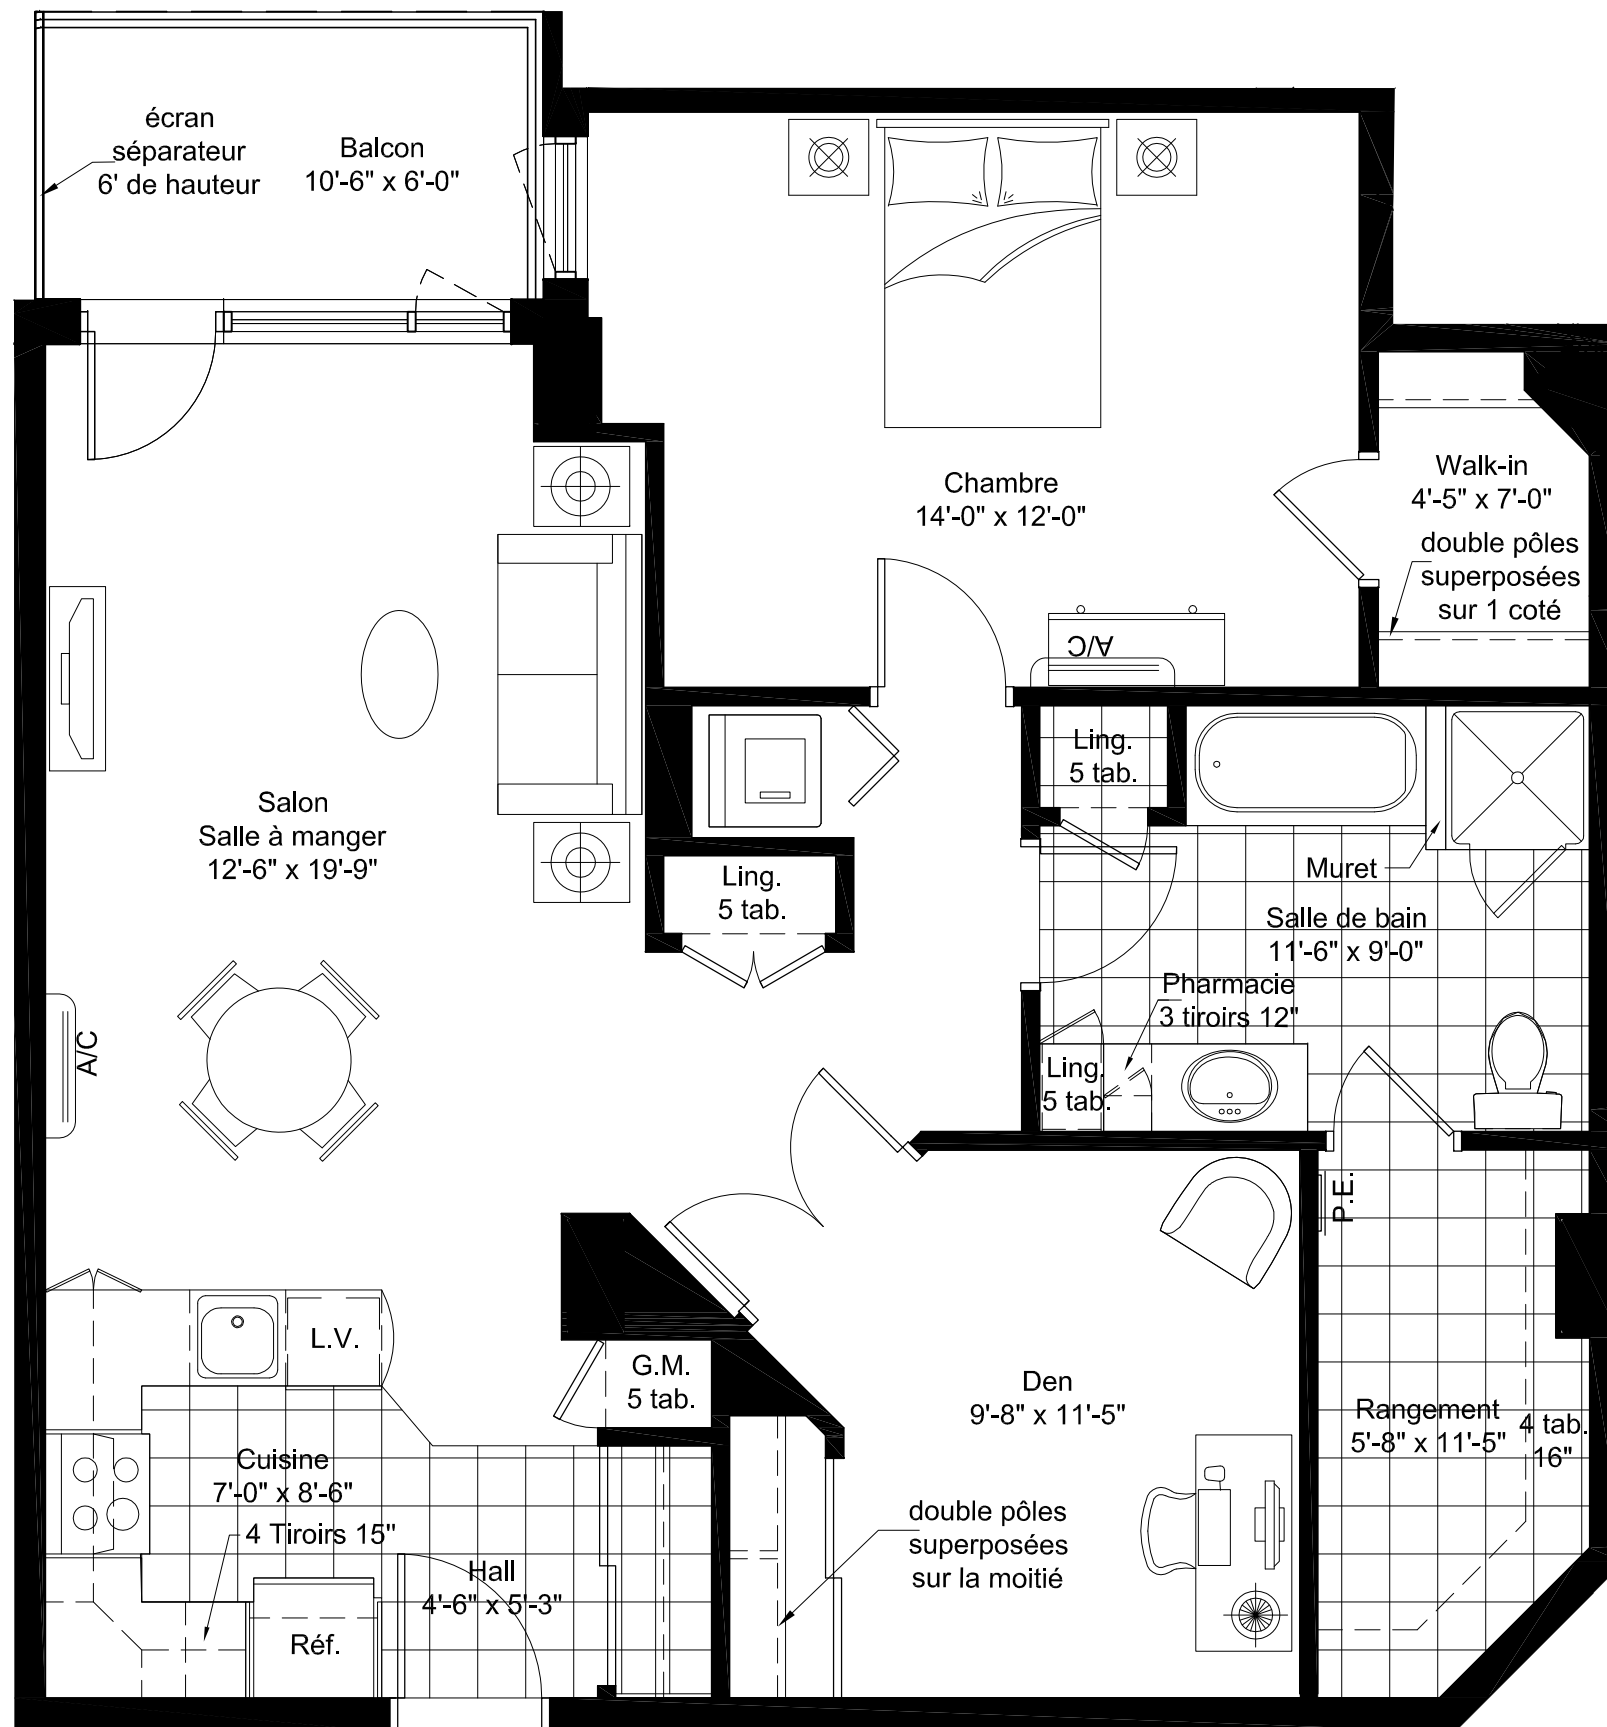 écran
séparateur
6' de hauteur
Balcon
10'-6" x 6'-0"
Chambre
14'-0" x 12'-0"
A/C
Walk-in
4'-5" x 7'-0"
double pôles
superposées
sur 1 coté
Salon
Salle à manger
12'-6" x 19'-9"
A/C
Ling.
5 tab.
Ling.
5 tab.
Muret
Salle de bain
11'-6" x 9'-0"
Pharmacie
3 tiroirs 12"
Ling.
5 tab.
P.E.
L.V.
G.M.
5 tab.
Den
9'-8" x 11'-5"
Rangement
5'-8" x 11'-5"
4 tab.
16"
Cuisine
7'-0" x 8'-6"
4 Tiroirs 15"
Hall
4'-6" x 5'-3"
Réf.
double pôles
superposées
sur la moitié